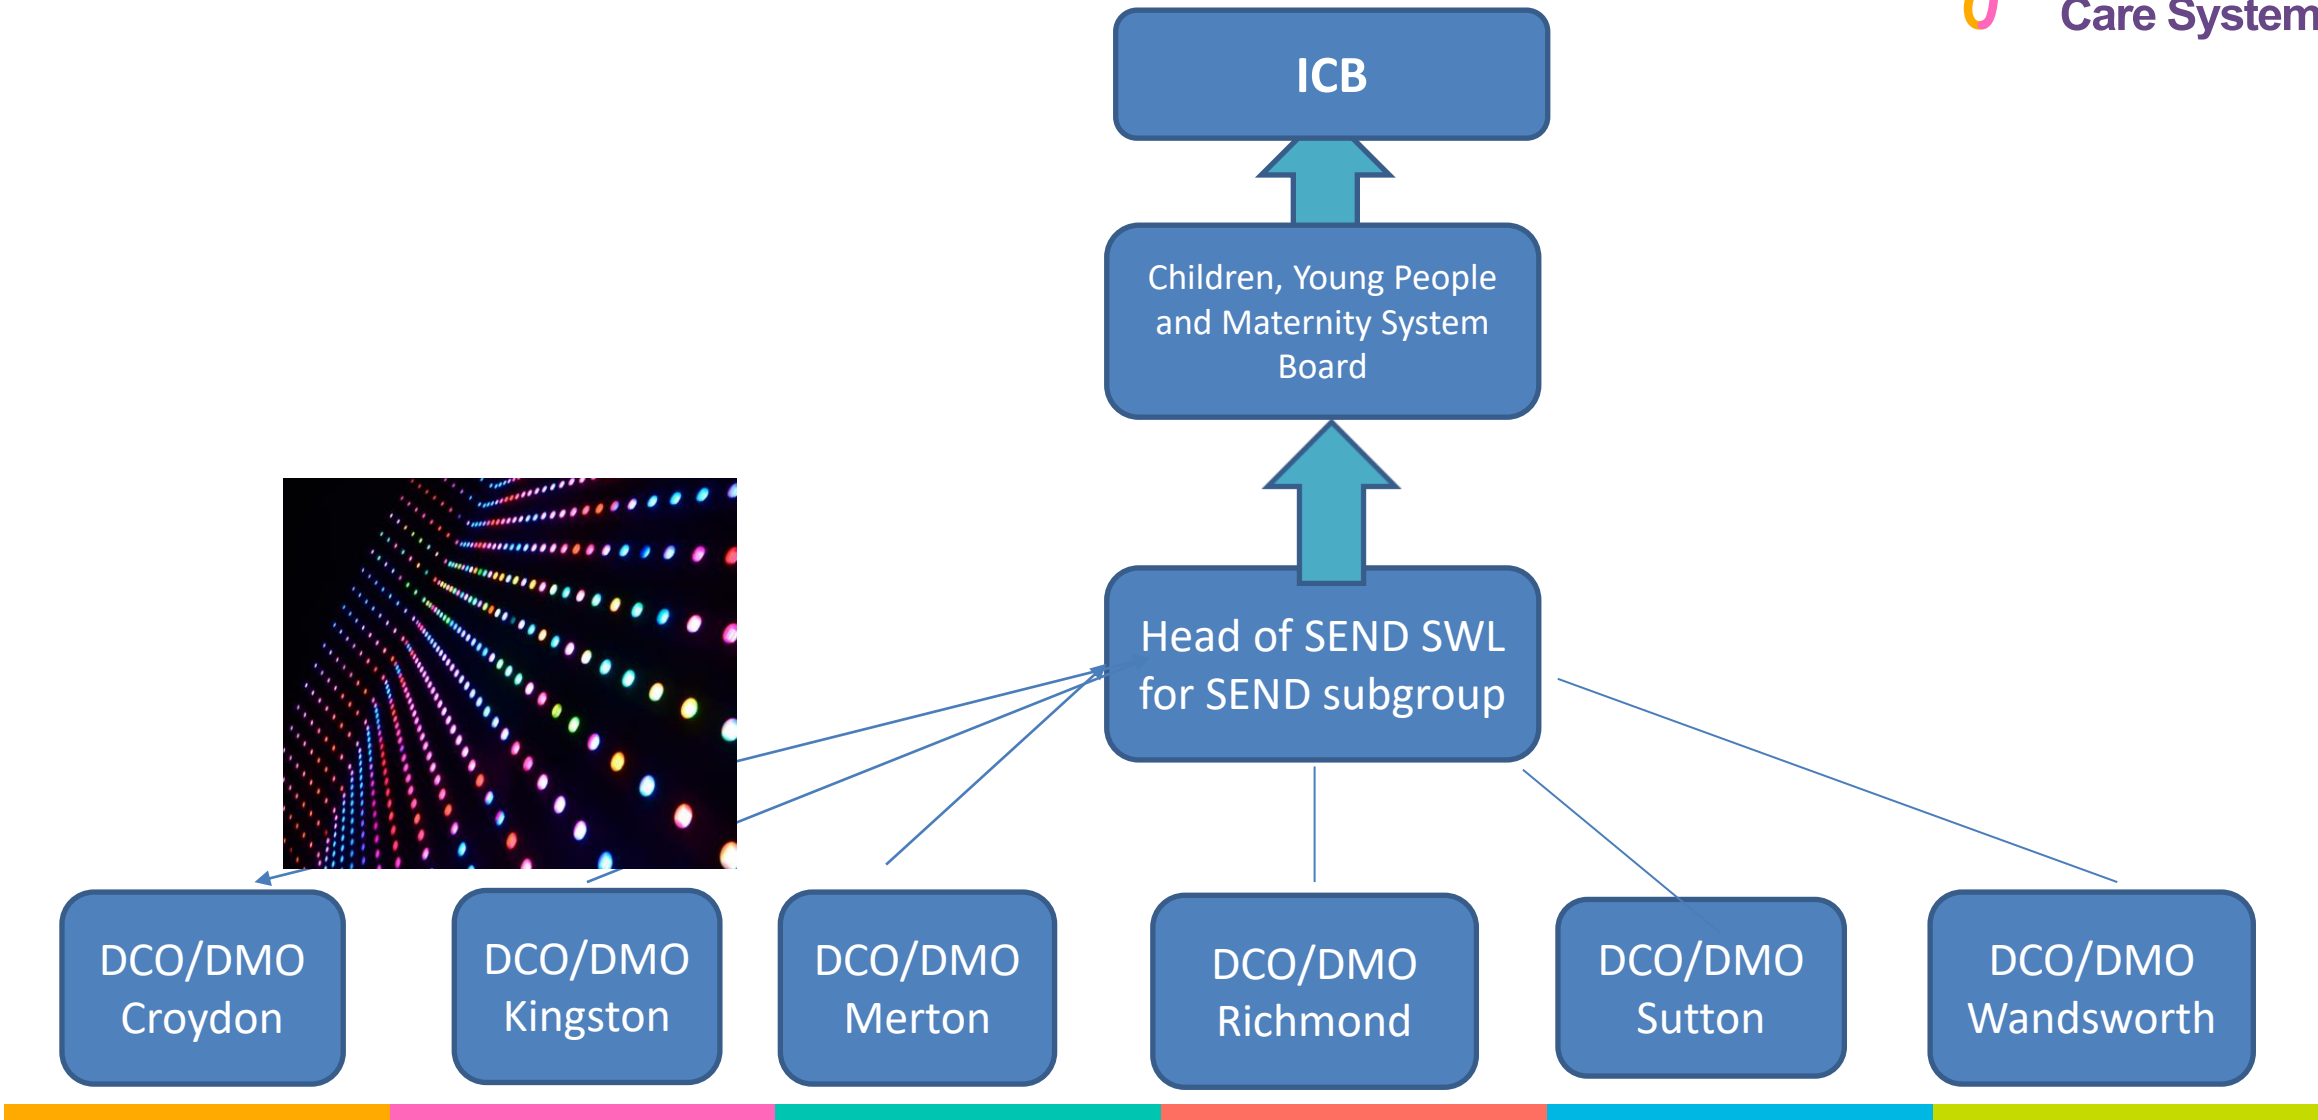 Care System
ICB
Children, Young People
and Maternity System
Board
Head of SEND SWL
for SEND subgroup
DCO/DMO
Croydon
DCO/DMO
Kingston
DCO/DMO
Merton
DCO/DMO
Richmond
DCO/DMO
Sutton
DCO/DMO
Wandsworth